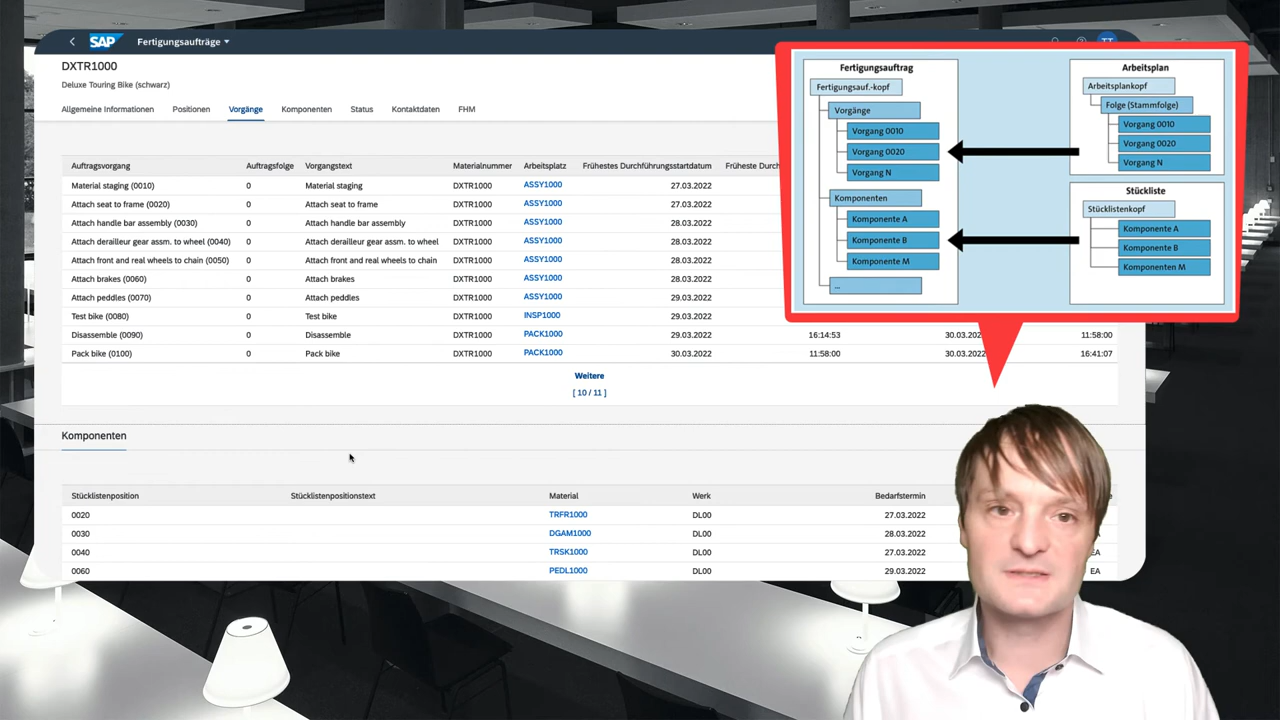 SAP Fertigungsaufträge
TT
DXTR1000
Deluxe Touring Bike (schwarz)
Allgemeine Informationen Positionen Vorgänge Komponenten Status Kontaktdaten FHM
Auftragsvorgang Auftragsfolge Vorgangstext Materialnummer Arbeitsplatz Frühestes Durchführungsstartdatum Früheste Durch
Material staging (0010) 0 Material staging DXTR1000 ASSY1000 27.03.2022
Attach seat to frame (0020) 0 Attach seat to frame DXTR1000 ASSY1000 27.03.2022
Attach handle bar assembly (0030) 0 Attach handle bar assembly DXTR1000 ASSY1000 28.03.2022
Attach derailleur gear assm. to wheel (0040) 0 Attach derailleur gear assm. to wheel DXTR1000 ASSY1000 28.03.2022
Attach front and real wheels to chain (0050) 0 Attach front and real wheels to chain DXTR1000 ASSY1000 28.03.2022
Attach brakes (0060) 0 Attach brakes DXTR1000 ASSY1000 28.03.2022
Attach peddles (0070) 0 Attach peddles DXTR1000 ASSY1000 29.03.2022
Test bike (0080) 0 Test bike DXTR1000 INSP1000 29.03.2022
Disassemble (0090) 0 Disassemble DXTR1000 PACK1000 29.03.2022 16:14:53 30.03.2022 11:58:00
Pack bike (0100) 0 Pack bike DXTR1000 PACK1000 30.03.2022 11:58:00 30.03.2022 16:41:07
Weitere
[ 10 / 11 ]
Komponenten
Stücklistenposition Stücklistenpositionstext Material Werk Bedarfstermin
0020 TRFR1000 DL00 27.03.2022
0030 DGAM1000 DL00 28.03.2022
0040 TRSK1000 DL00 27.03.2022 EA
0060 PEDL1000 DL00 29.03.2022 EA
Fertigungsauftrag
Fertigungsauf.-kopf
Vorgänge
Vorgang 0010
Vorgang 0020
Vorgang N
Komponenten
Komponente A
Komponente B
Komponente M
...
Arbeitsplan
Arbeitsplankopf
Folge (Stammfolge)
Vorgang 0010
Vorgang 0020
Vorgang N
Stückliste
Stücklistenkopf
Komponente A
Komponente B
Komponenten M